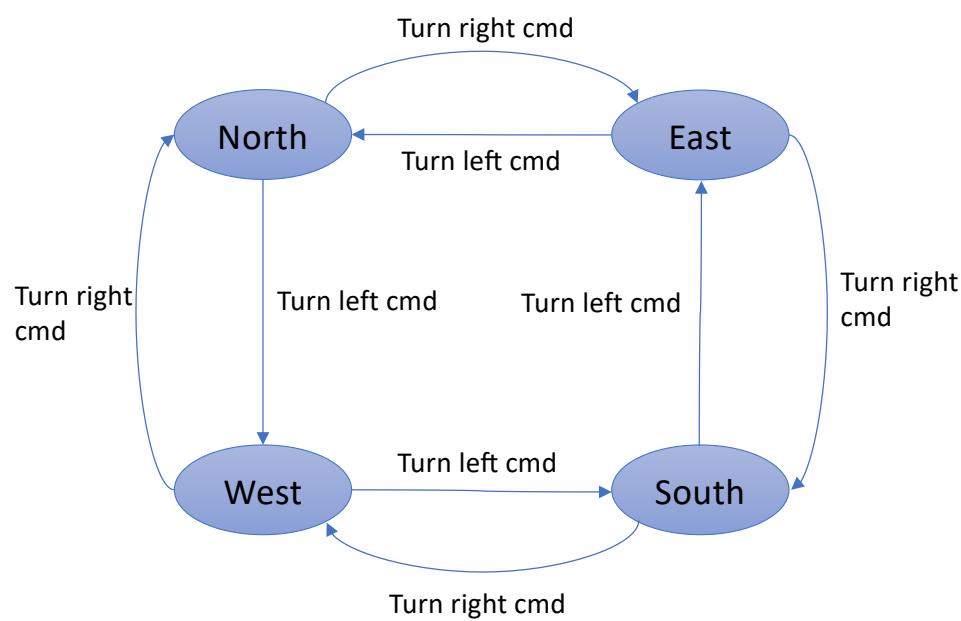 Turn right cmd
North
East
Turn left cmd
Turn right
cmd
Turn left cmd
Turn left cmd
Turn right
cmd
Turn left cmd
West
South
Turn right cmd